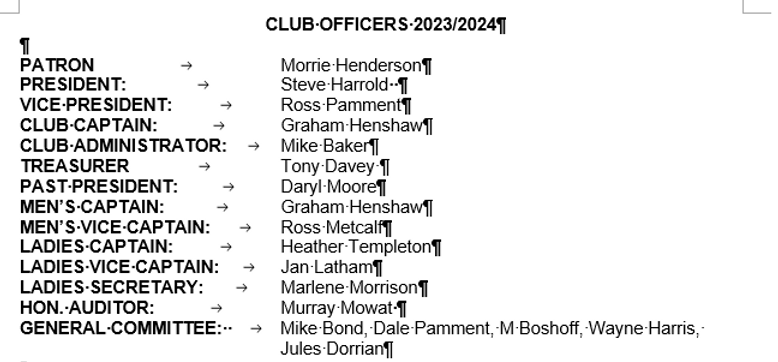 CLUB OFFICERS 2023/2024¶
¶
PATRON → Morrie Henderson¶
PRESIDENT: → Steve Harrold ¶
VICE PRESIDENT: → Ross Pamment¶
CLUB CAPTAIN: → Graham Henshaw¶
CLUB ADMINISTRATOR: → Mike Baker¶
TREASURER → Tony Davey ¶
PAST PRESIDENT: → Daryl Moore¶
MEN'S CAPTAIN: → Graham Henshaw¶
MEN'S VICE CAPTAIN: → Ross Metcalf¶
LADIES CAPTAIN: → Heather Templeton¶
LADIES VICE CAPTAIN: → Jan Latham¶
LADIES SECRETARY: → Marlene Morrison¶
HON. AUDITOR: → Murray Mowat ¶
GENERAL COMMITTEE: → Mike Bond, Dale Pamment, M Boshoff, Wayne Harris,
Jules Dorrian¶